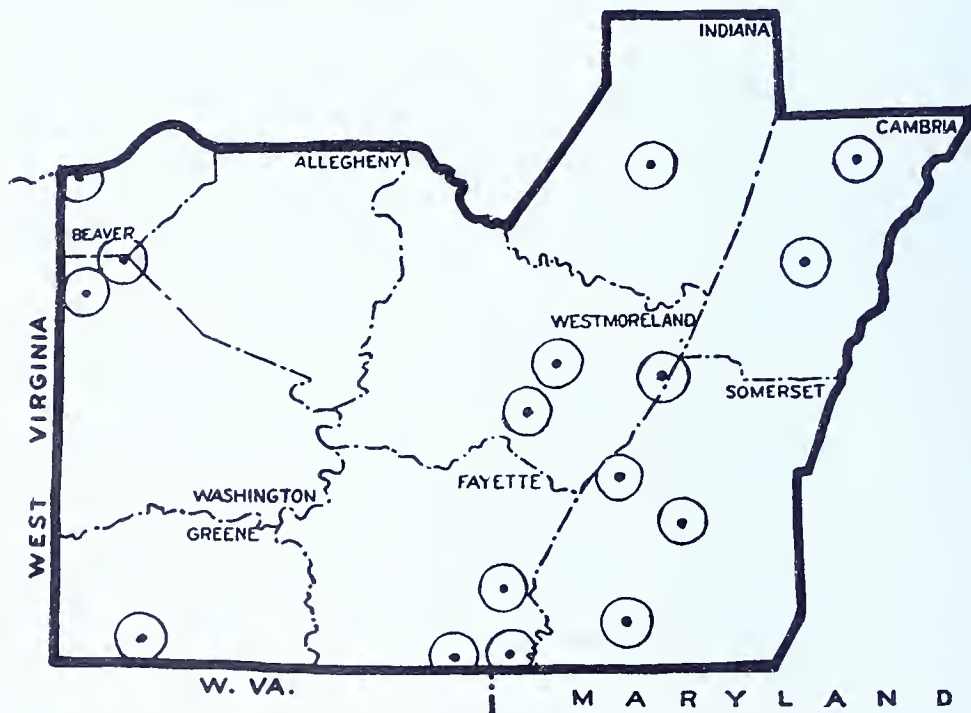 INDIANA
CAMBRIA
ALLEGHENY
BEAVER
WESTMORELAND
SOMERSET
WEST VIRGINIA
FAYETTE
WASHINGTON
GREENE
W. VA.
MARYLAND